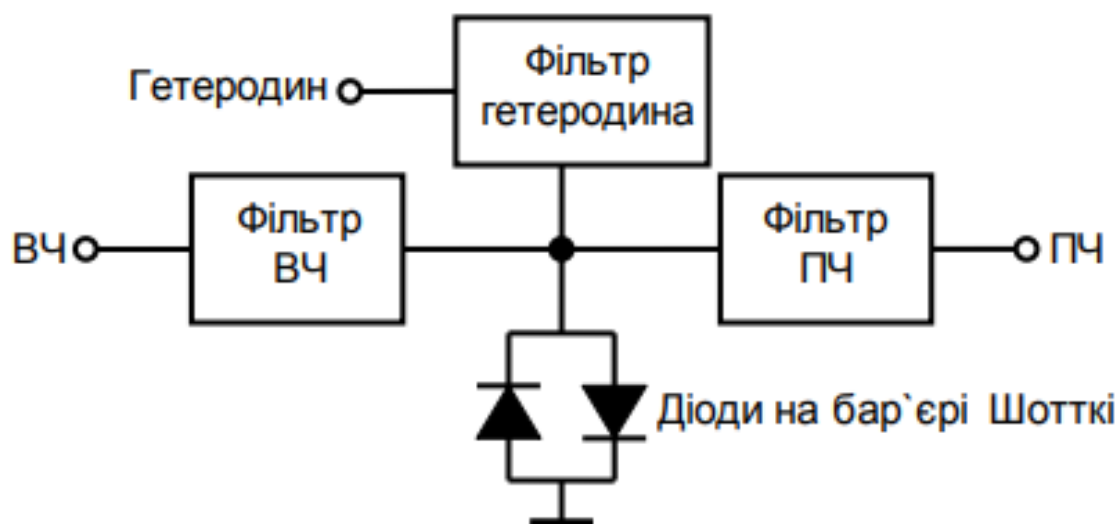 Фільтр
гетеродина
Гетеродин
Фільтр
ВЧ
Фільтр
ПЧ
ВЧ
ПЧ
Діоди на бар`єрі Шотткі